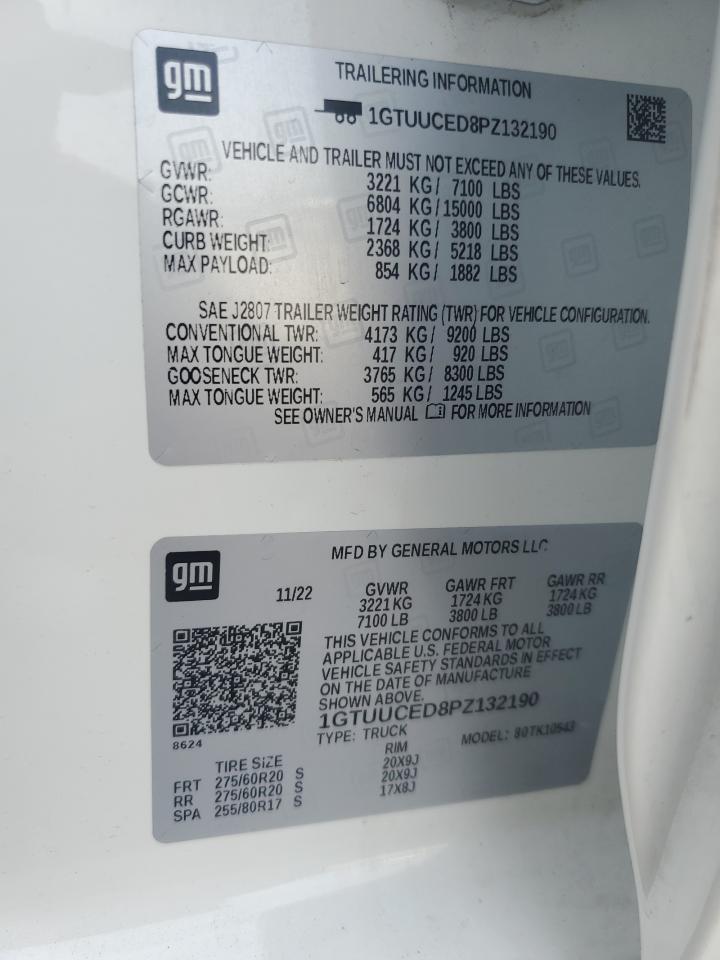 gm
TRAILERING INFORMATION
1GTUUCED8PZ132190
VEHICLE AND TRAILER MUST NOT EXCEED ANY OF THESE VALUES.
GVWR: 3221 KG/ 7100 LBS
GCWR: 6804 KG/15000 LBS
RGAWR: 1724 KG/ 3800 LBS
CURB WEIGHT: 2368 KG/ 5218 LBS
MAX PAYLOAD: 854 KG/ 1882 LBS
SAE J2807 TRAILER WEIGHT RATING (TWR) FOR VEHICLE CONFIGURATION.
CONVENTIONAL TWR: 4173 KG/ 9200 LBS
MAX TONGUE WEIGHT: 417 KG/ 920 LBS
GOOSENECK TWR: 3765 KG/ 8300 LBS
MAX TONGUE WEIGHT: 565 KG/ 1245 LBS
SEE OWNER'S MANUAL FOR MORE INFORMATION
gm
MFD BY GENERAL MOTORS LLC
11/22 GVWR GAWR FRT GAWR RR
3221 KG 1724 KG 1724 KG
7100 LB 3800 LB 3800 LB
THIS VEHICLE CONFORMS TO ALL
APPLICABLE U.S. FEDERAL MOTOR
VEHICLE SAFETY STANDARDS IN EFFECT
ON THE DATE OF MANUFACTURE
SHOWN ABOVE.
1GTUUCED8PZ132190
8624
TYPE: TRUCK MODEL: 80TK10543
TIRE SIZE RIM
FRT 275/60R20 S 20X9J
RR 275/60R20 S 20X9J
SPA 255/80R17 S 17X8J